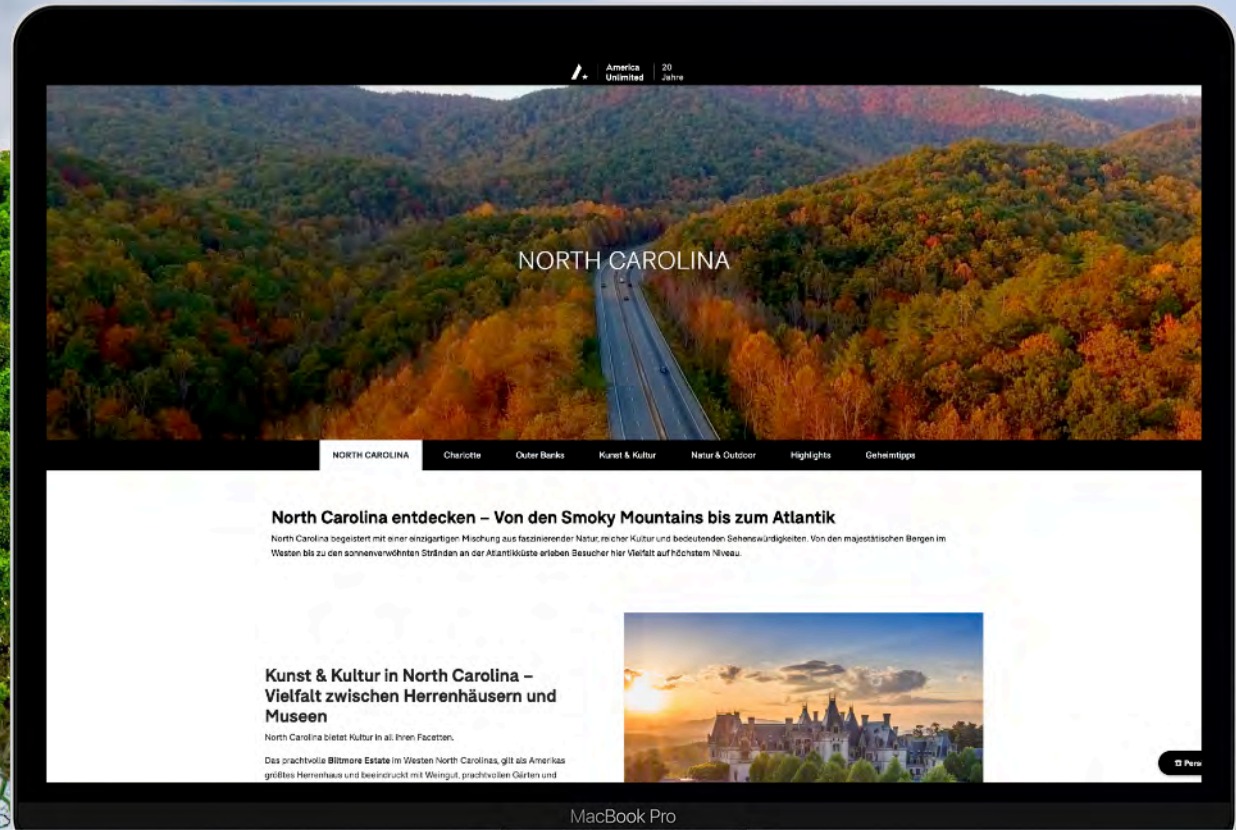 America
Unlimited
20
Jahre
NORTH CAROLINA
NORTH CAROLINA Charlotte Outer Banks Kunst & Kultur Natur & Outdoor Highlights Geheimtipps
North Carolina entdecken – Von den Smoky Mountains bis zum Atlantik
North Carolina begeistert mit einer einzigartigen Mischung aus faszinierender Natur, reicher Kultur und bedeutenden Sehenswürdigkeiten. Von den majestätischen Bergen im
Westen bis zu den sonnenverwöhnten Stränden an der Atlantikküste erleben Besucher hier Vielfalt auf höchstem Niveau.
Kunst & Kultur in North Carolina –
Vielfalt zwischen Herrenhäusern und
Museen
North Carolina bietet Kultur in all ihren Facetten.
Das prachtvolle Biltmore Estate im Westen North Carolinas, gilt als Amerikas
größtes Herrenhaus und beeindruckt mit Weingut, prachtvollen Gärten und
Pers
MacBook Pro